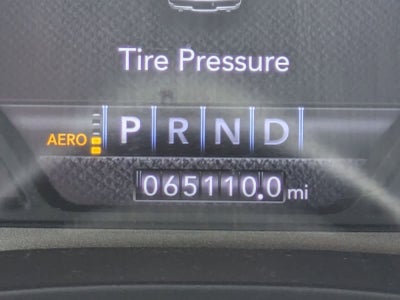 Tire Pressure
AERO P R N D
065110.0 mi